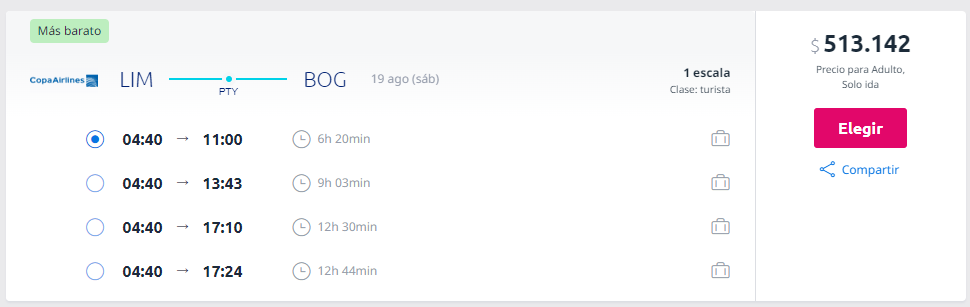 Más barato
$ 513.142
CopaAirlines LIM PTY BOG 19 ago (sáb)
1 escala
Clase: turista
Precio para Adulto,
Solo ida
Elegir
Compartir
04:40 → 11:00 6h 20min
04:40 → 13:43 9h 03min
04:40 → 17:10 12h 30min
04:40 → 17:24 12h 44min